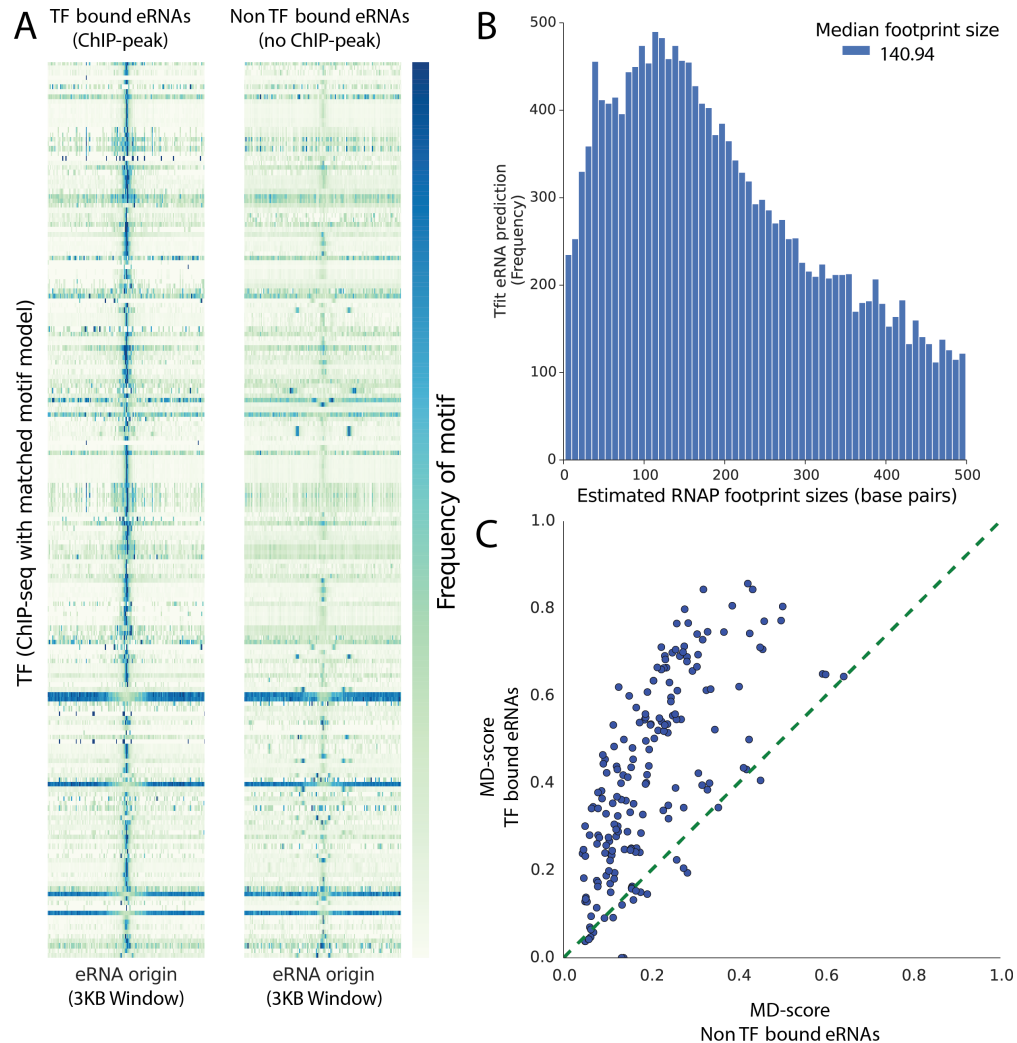 A
TF bound eRNAs
(ChIP-peak)
Non TF bound eRNAs
(no ChIP-peak)
TF (ChIP-seq with matched motif model)
Frequency of motif
eRNA origin
(3KB Window)
eRNA origin
(3KB Window)
B
Median footprint size
140.94
Tfit eRNA prediction
(Frequency)
500
400
300
200
100
0
0
100
200
300
400
500
Estimated RNAP footprint sizes (base pairs)
C
MD-score
TF bound eRNAs
1.0
0.8
0.6
0.4
0.2
0.0
0.0
0.2
0.4
0.6
0.8
1.0
MD-score
Non TF bound eRNAs